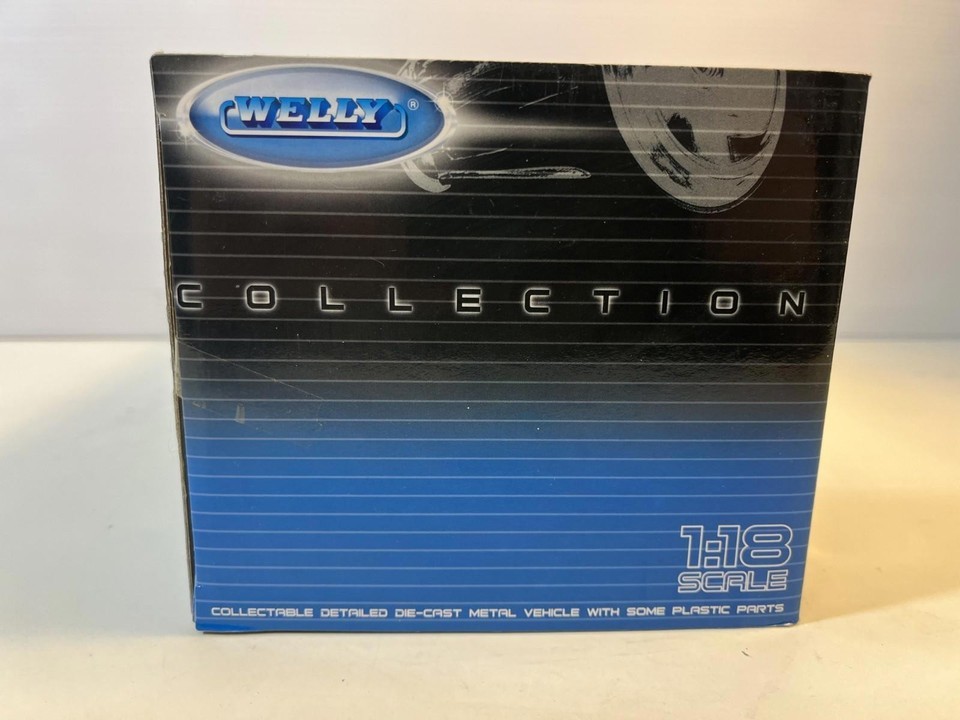 WELLY®
COLLECTION
1:18
SCALE
COLLECTABLE DETAILED DIE-CAST METAL VEHICLE WITH SOME PLASTIC PARTS